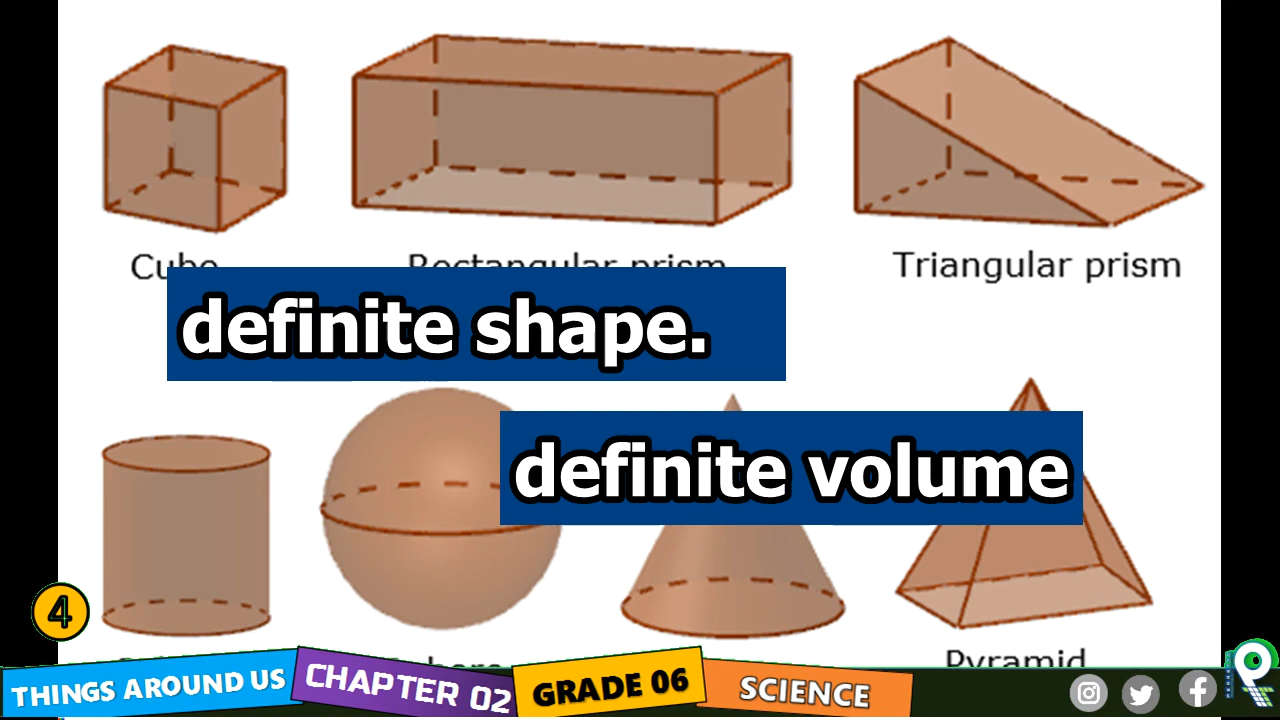 Cube Rectangular prism Triangular prism
definite shape.
definite volume
Pyramid
4
THINGS AROUND US CHAPTER 02 GRADE 06 SCIENCE